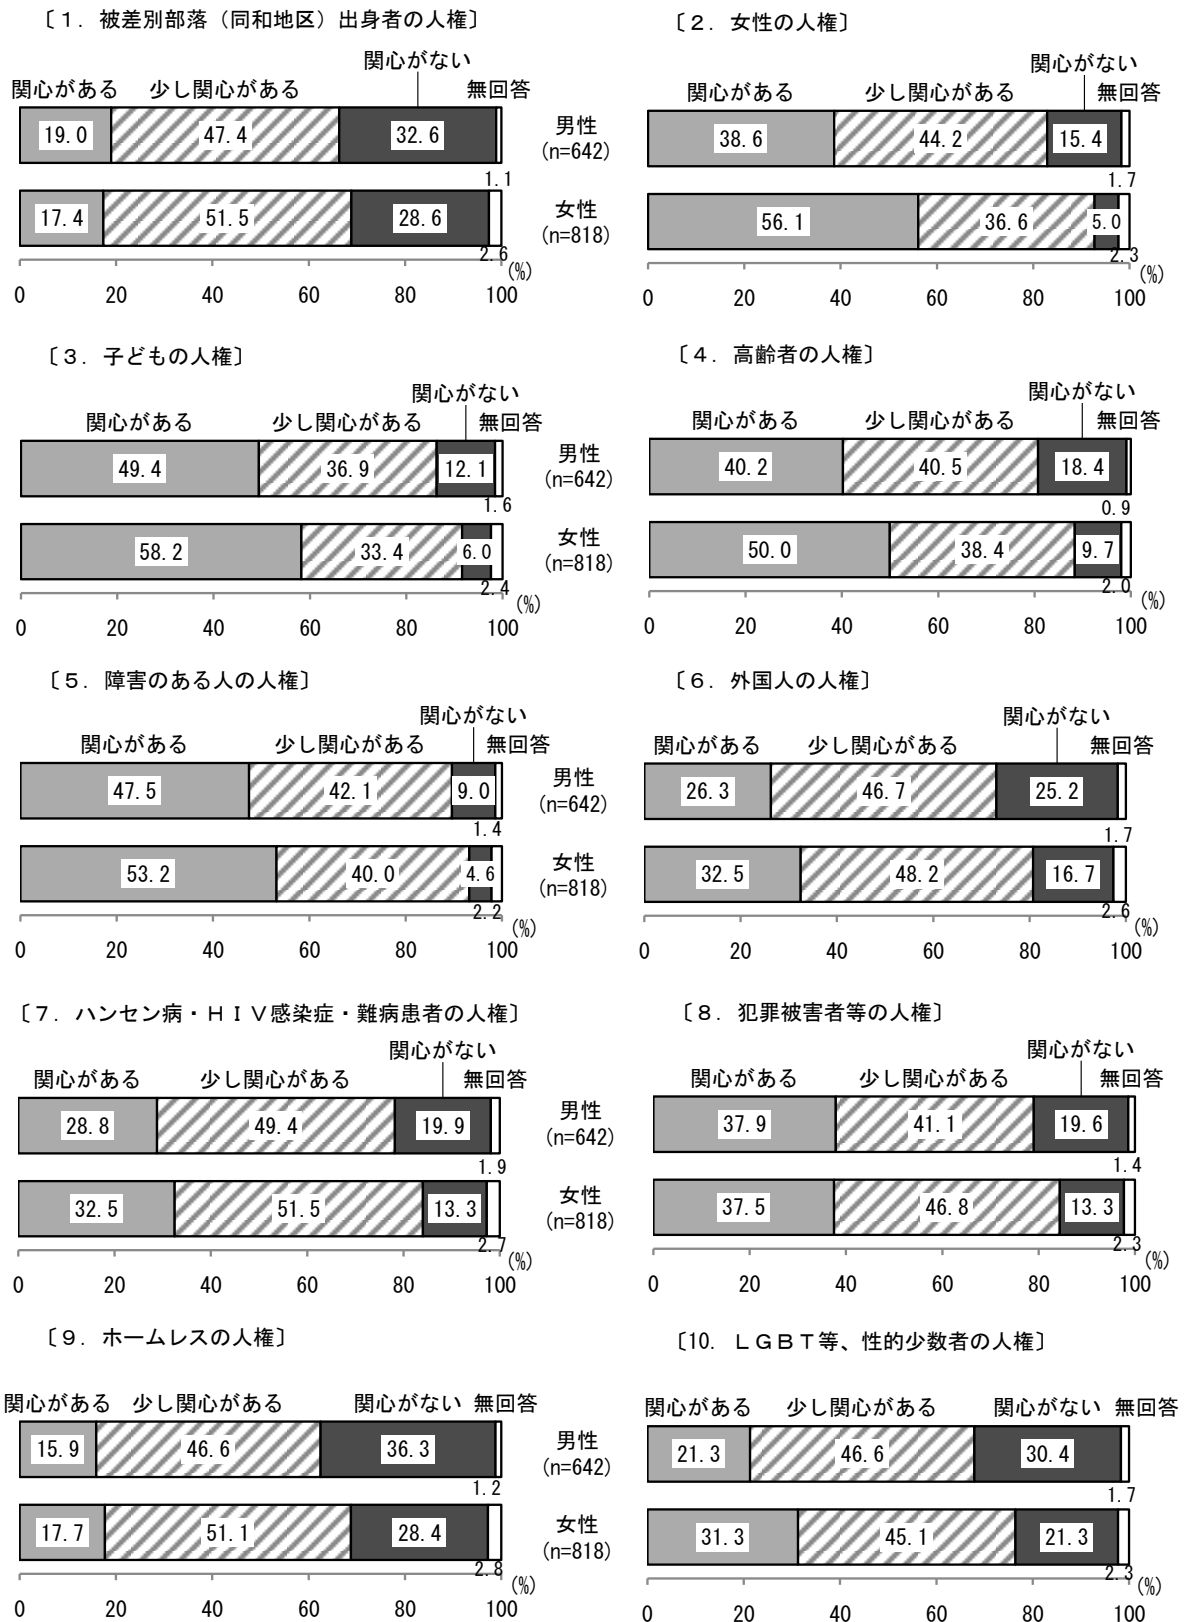 〔１．被差別部落（同和地区）出身者の人権〕
関心がない
関心がある 少し関心がある 無回答
19.0 47.4 32.6 男性
(n=642)
1.1
17.4 51.5 28.6 女性
(n=818)
2.6
(%)
0 20 40 60 80 100
〔２．女性の人権〕
関心がない
関心がある 少し関心がある 無回答
38.6 44.2 15.4
1.7
56.1 36.6 5.0
2.3
(%)
0 20 40 60 80 100
〔３．子どもの人権〕
関心がない
関心がある 少し関心がある 無回答
49.4 36.9 12.1 男性
(n=642)
1.6
58.2 33.4 6.0 女性
(n=818)
2.4
(%)
0 20 40 60 80 100
〔４．高齢者の人権〕
関心がない
関心がある 少し関心がある 無回答
40.2 40.5 18.4
0.9
50.0 38.4 9.7
2.0
(%)
0 20 40 60 80 100
〔５．障害のある人の人権〕
関心がない
関心がある 少し関心がある 無回答
47.5 42.1 9.0 男性
(n=642)
1.4
53.2 40.0 4.6 女性
(n=818)
2.2
(%)
0 20 40 60 80 100
〔６．外国人の人権〕
関心がない
関心がある 少し関心がある 無回答
26.3 46.7 25.2
1.7
32.5 48.2 16.7
2.6
(%)
0 20 40 60 80 100
〔７．ハンセン病・ＨＩＶ感染症・難病患者の人権〕
関心がない
関心がある 少し関心がある 無回答
28.8 49.4 19.9 男性
(n=642)
1.9
32.5 51.5 13.3 女性
(n=818)
2.7
(%)
0 20 40 60 80 100
〔８．犯罪被害者等の人権〕
関心がない
関心がある 少し関心がある 無回答
37.9 41.1 19.6
1.4
37.5 46.8 13.3
2.3
(%)
0 20 40 60 80 100
〔９．ホームレスの人権〕
関心がある 少し関心がある 関心がない 無回答
15.9 46.6 36.3 男性
(n=642)
1.2
17.7 51.1 28.4 女性
(n=818)
2.8
(%)
0 20 40 60 80 100
〔10．ＬＧＢＴ等、性的少数者の人権〕
関心がある 少し関心がある 関心がない 無回答
21.3 46.6 30.4
1.7
31.3 45.1 21.3
2.3
(%)
0 20 40 60 80 100